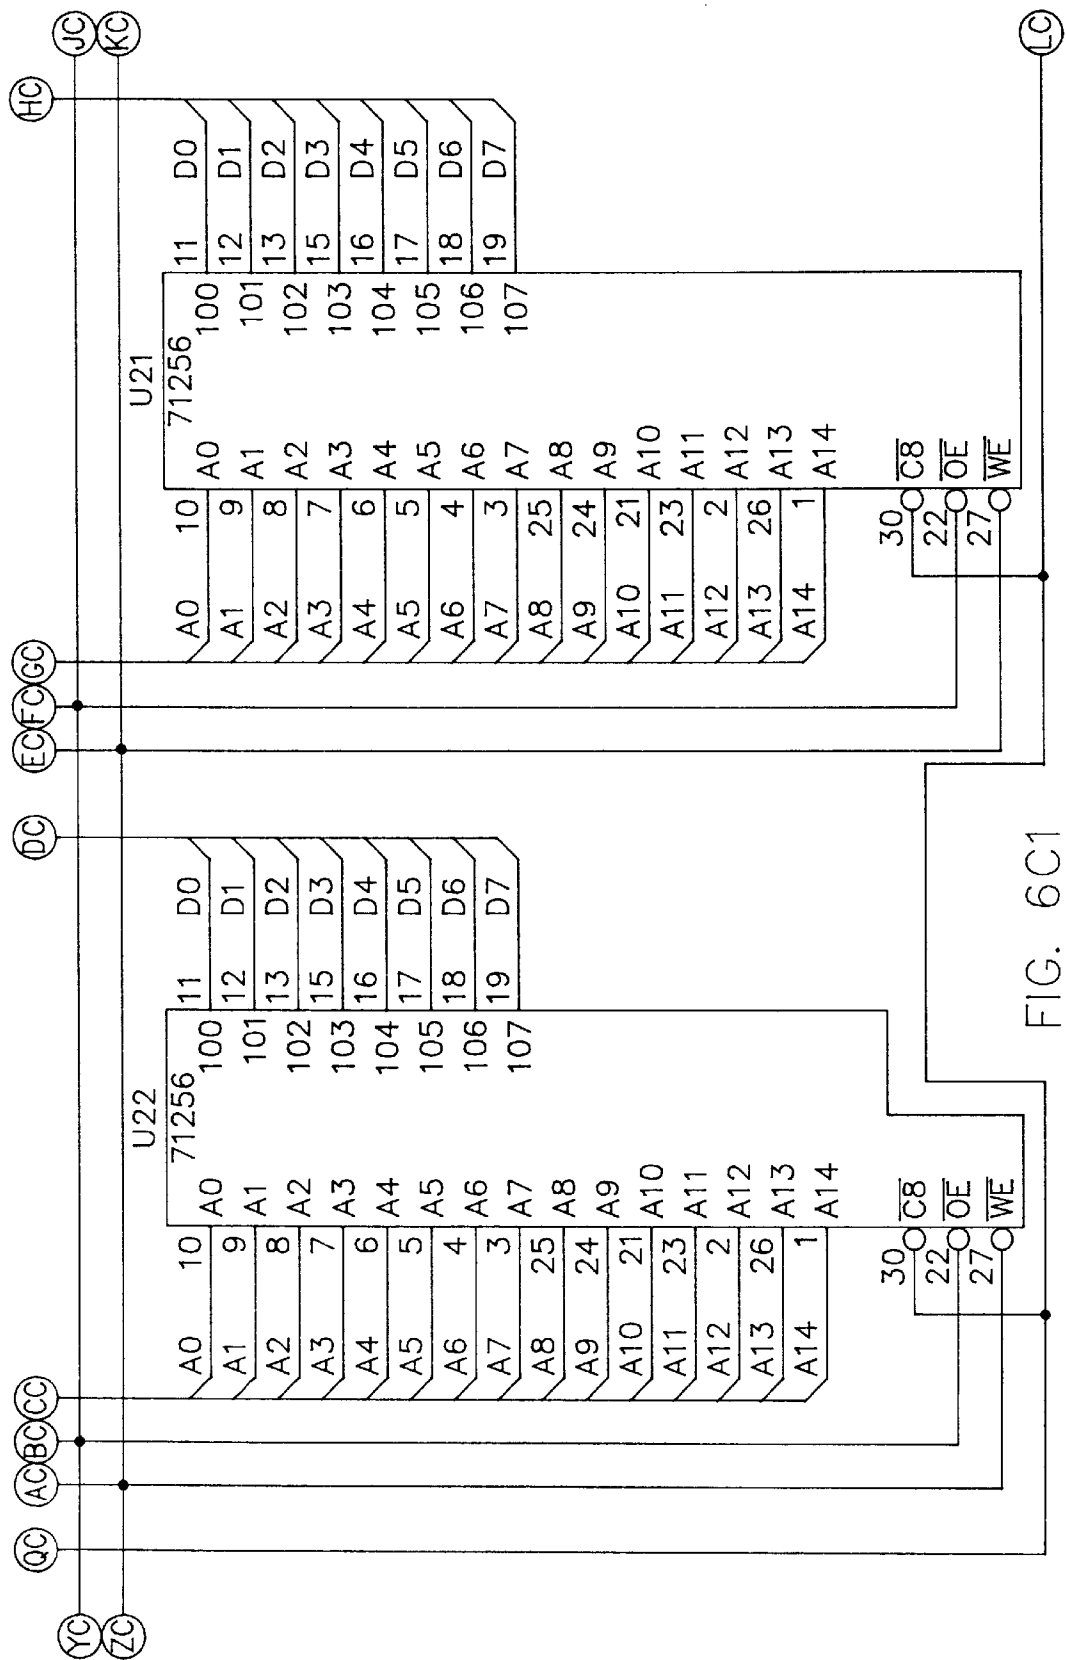 QC
AC
BC
CC
DC
EC
FC
GC
HC
YC
ZC
JC
KC
LC
U22
71256
A0 10 A0 100 11 D0
A1 9 A1 101 12 D1
A2 8 A2 102 13 D2
A3 7 A3 103 15 D3
A4 6 A4 104 16 D4
A5 5 A5 105 17 D5
A6 4 A6 106 18 D6
A7 3 A7 107 19 D7
A8 25 A8
A9 24 A9
A10 21 A10
A11 23 A11
A12 2 A12
A13 26 A13
A14 1 A14
30 C8
22 OE
27 WE
U21
71256
A0 10 A0 100 11 D0
A1 9 A1 101 12 D1
A2 8 A2 102 13 D2
A3 7 A3 103 15 D3
A4 6 A4 104 16 D4
A5 5 A5 105 17 D5
A6 4 A6 106 18 D6
A7 3 A7 107 19 D7
A8 25 A8
A9 24 A9
A10 21 A10
A11 23 A11
A12 2 A12
A13 26 A13
A14 1 A14
30 C8
22 OE
27 WE
FIG. 6C1